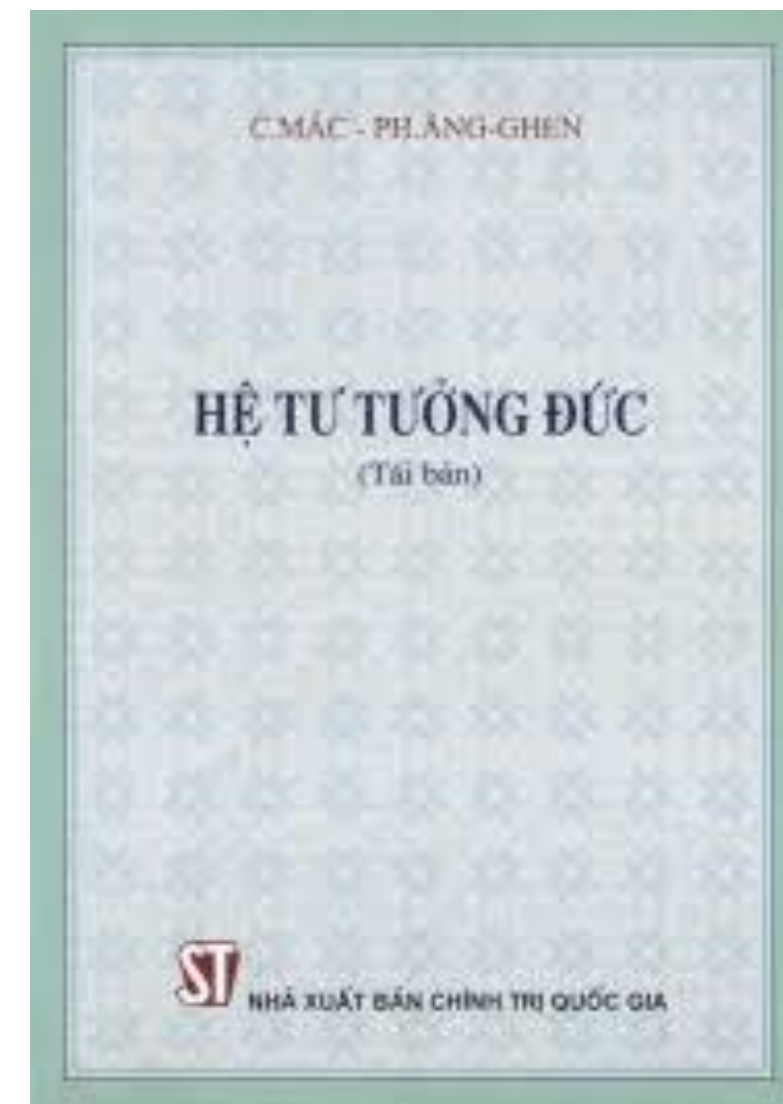 C.MÁC - PH.ĂNG-GHEN
HỆ TƯ TƯỞNG ĐỨC
(Tái bản)
ST
NHÀ XUẤT BẢN CHÍNH TRỊ QUỐC GIA